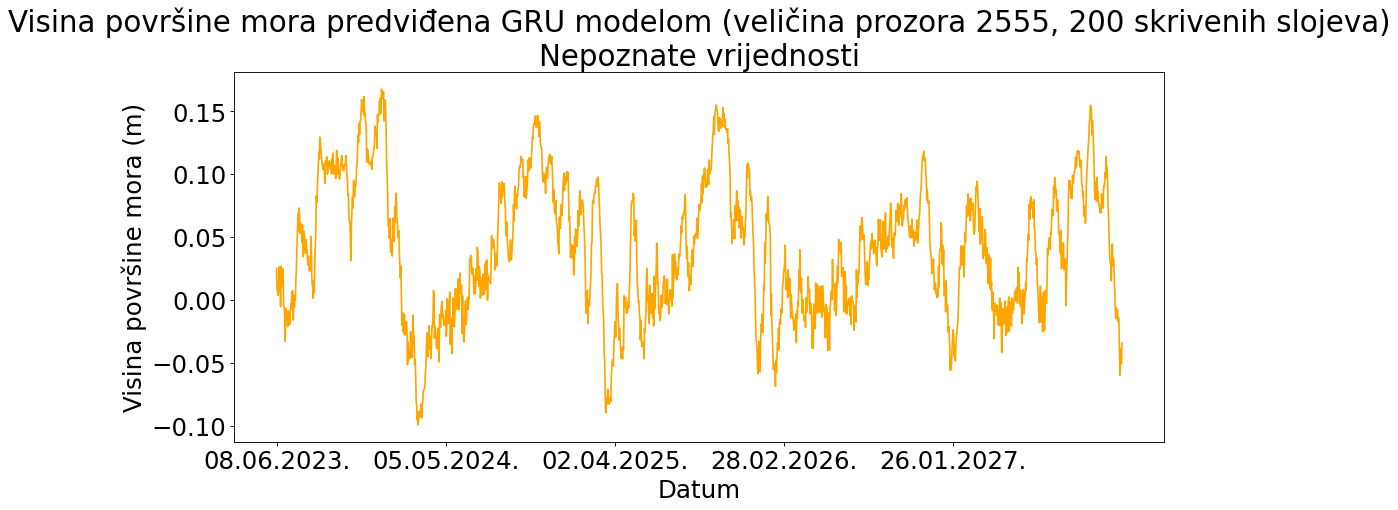 Visina površine mora predviđena GRU modelom (veličina prozora 2555, 200 skrivenih slojeva)
Nepoznate vrijednosti
Visina površine mora (m)
0.15
0.10
0.05
0.00
−0.05
−0.10
08.06.2023. 05.05.2024. 02.04.2025. 28.02.2026. 26.01.2027.
Datum